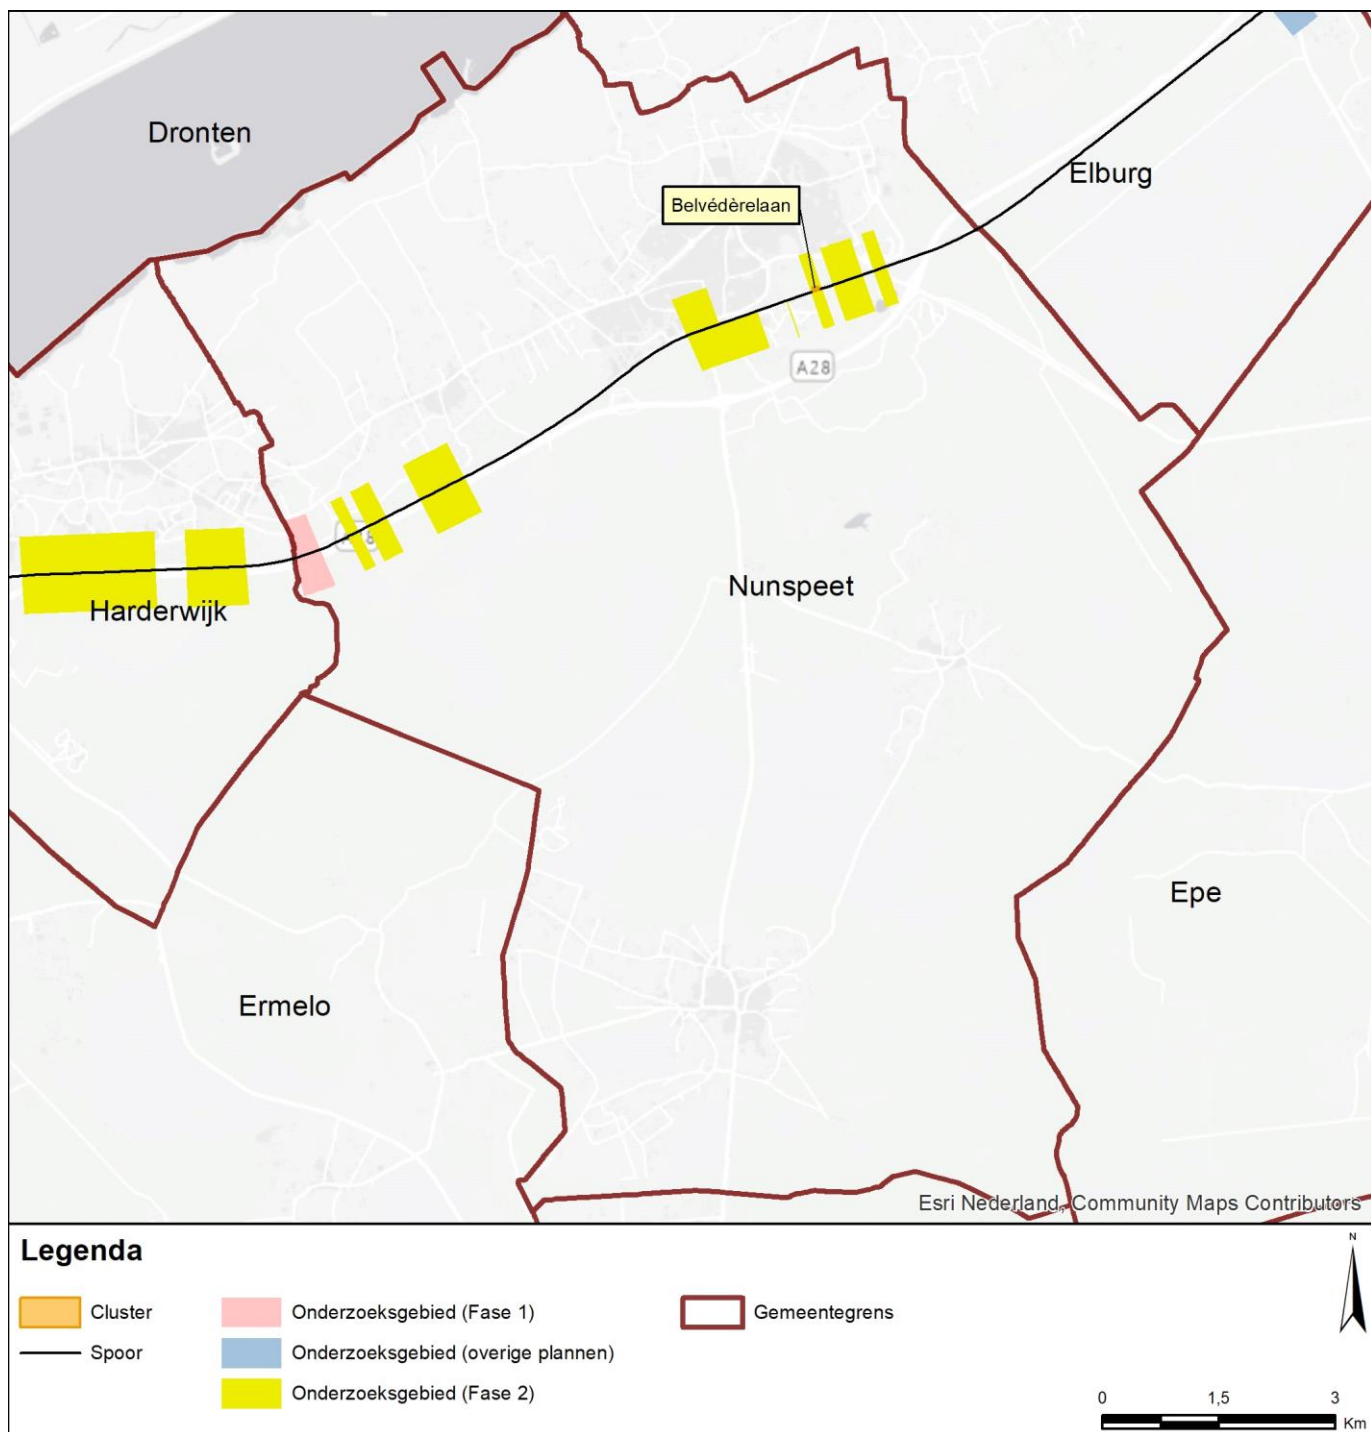 Dronten
Elburg
Belvédèrelaan
A28
Nunspeet
Harderwijk
Epe
Ermelo
Esri Nederland, Community Maps Contributors
Legenda
Cluster
Spoor
Onderzoeksgebied (Fase 1)
Onderzoeksgebied (overige plannen)
Onderzoeksgebied (Fase 2)
Gemeentegrens
N
0 1,5 3
Km